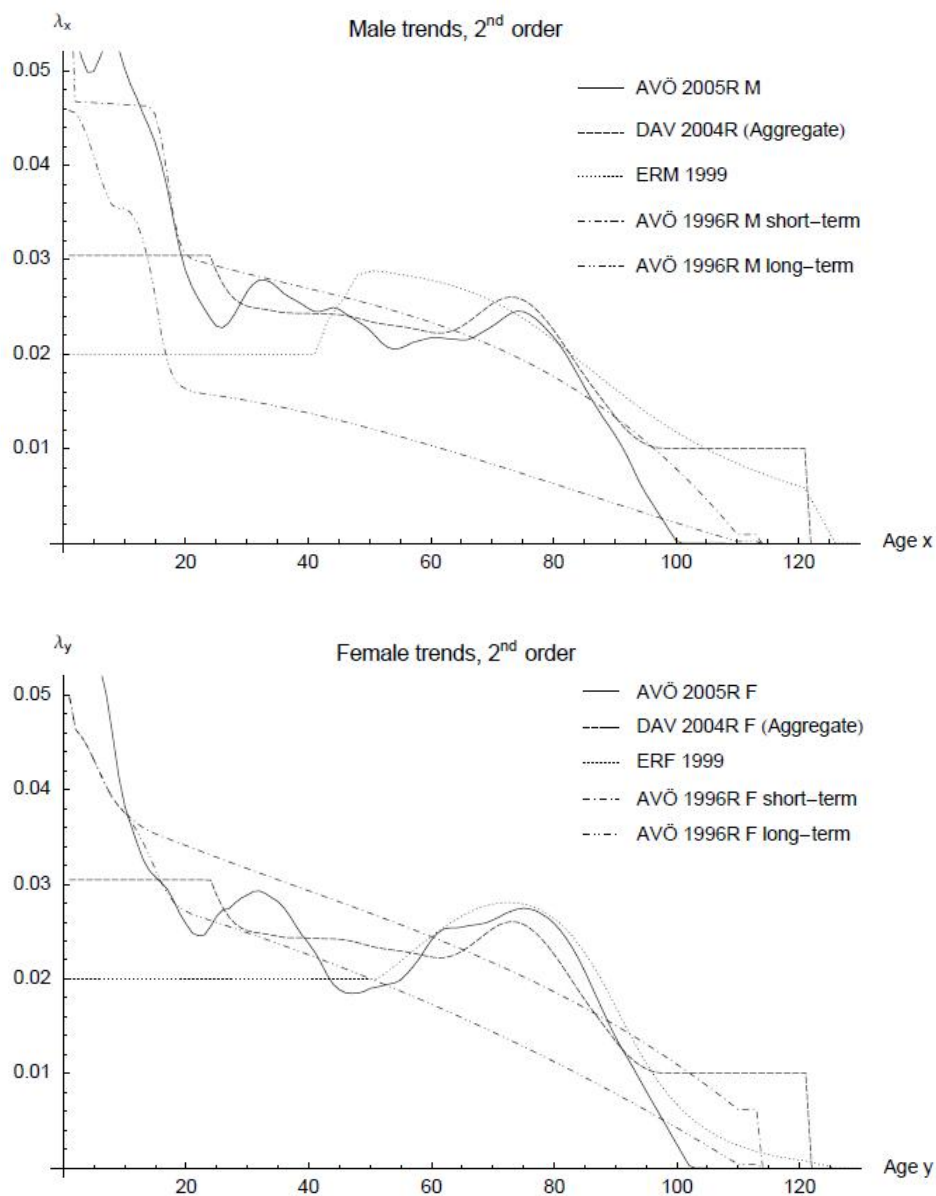 λx
Male trends, 2nd order
0.05
0.04
0.03
0.02
0.01
AVÖ 2005R M
DAV 2004R (Aggregate)
ERM 1999
AVÖ 1996R M short-term
AVÖ 1996R M long-term
20 40 60 80 100 120
Age x
λy
Female trends, 2nd order
0.05
0.04
0.03
0.02
0.01
AVÖ 2005R F
DAV 2004R F (Aggregate)
ERF 1999
AVÖ 1996R F short-term
AVÖ 1996R F long-term
20 40 60 80 100 120
Age y